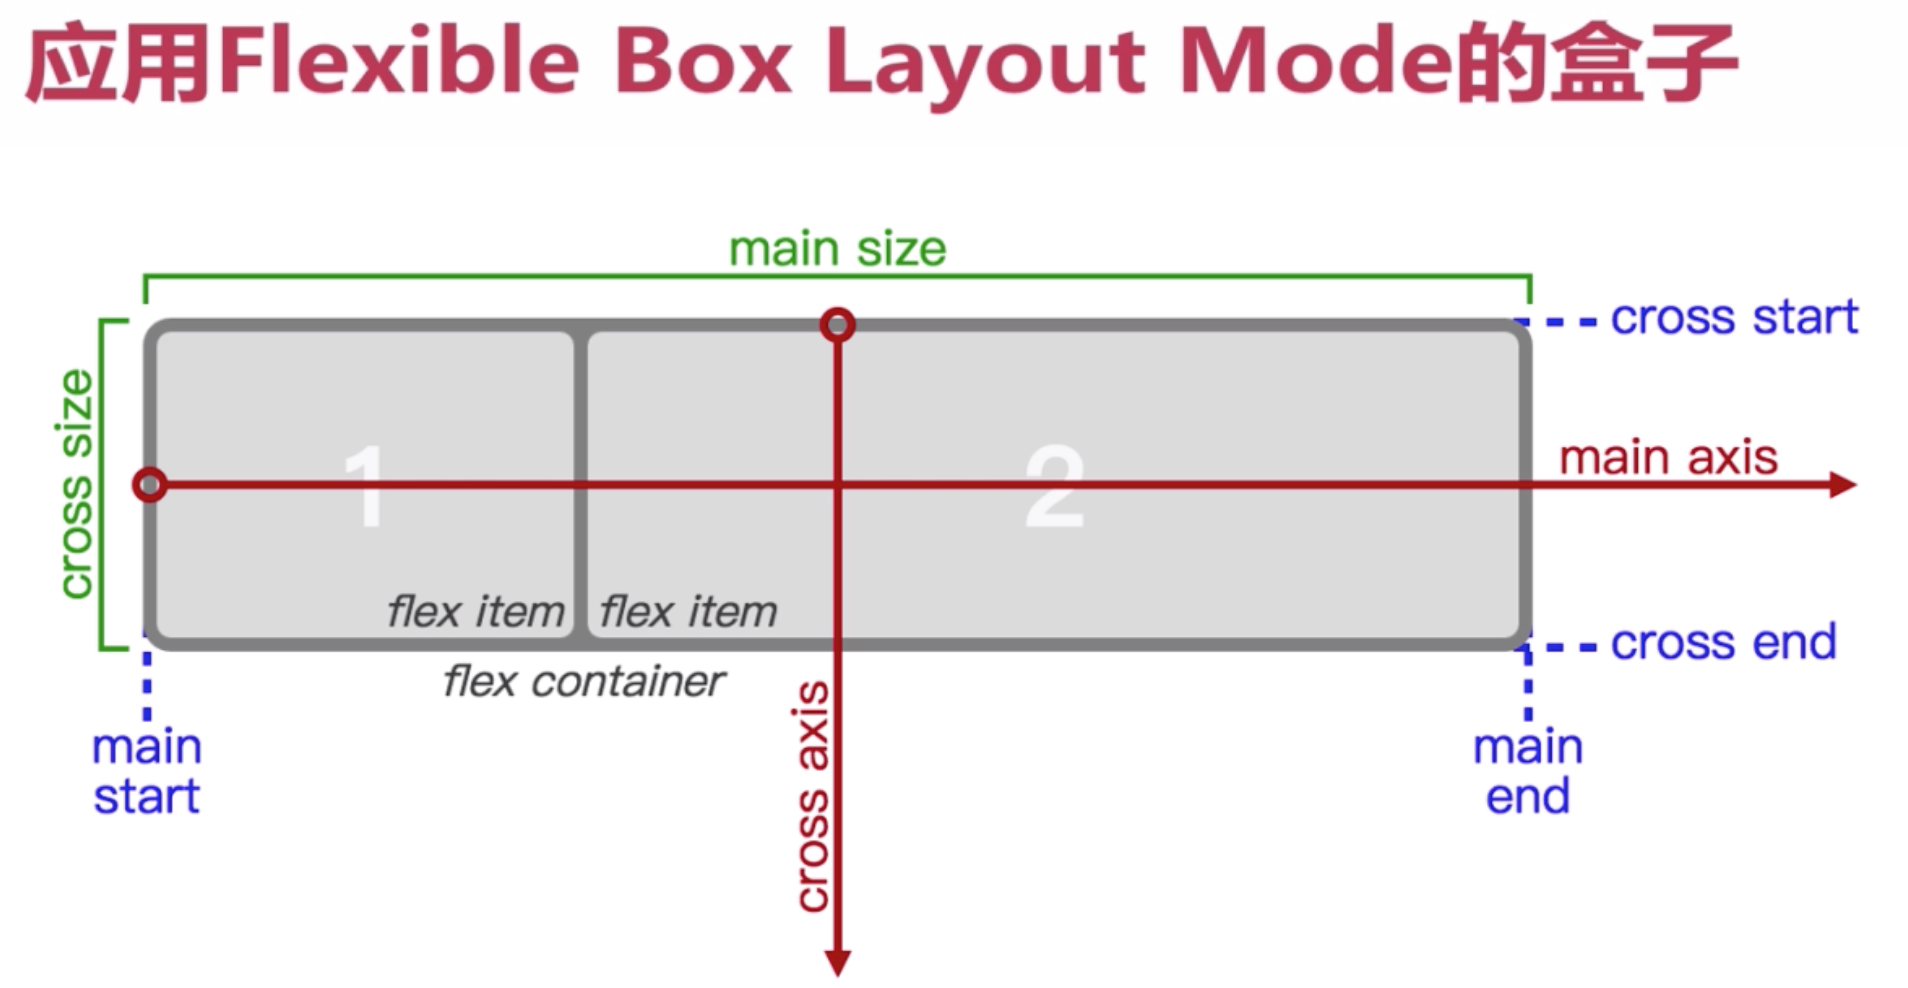 应用Flexible Box Layout Mode的盒子
main size
cross start
cross size
1
2
main axis
flex item
flex item
cross end
flex container
cross axis
main
start
main
end